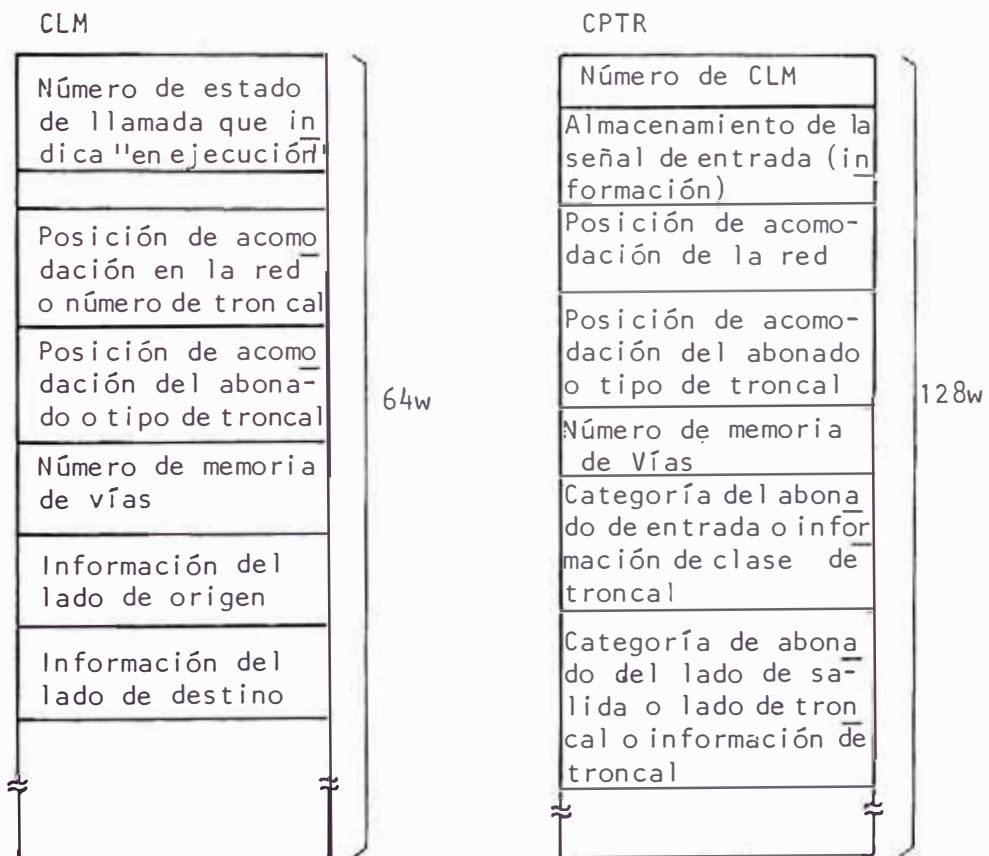 CLM
Número de estado
de llamada que in
dica "en ejecución"
Posición de acomo
dación en la red
o número de tron cal
Posición de acomo
dación del abona-
do o tipo de troncal
Número de memoria
de vías
Información del
lado de origen
Información del
lado de destino
64w
CPTR
Número de CLM
Almacenamiento de la
señal de entrada (in
formación)
Posición de acomo-
dación de la red
Posición de acomo-
dación del abonado
o tipo de troncal
Número de memoria
de Vías
Categoría del abona
do de entrada o infor
mación de clase de
troncal
Categoría de abona
do del lado de sa-
lida o lado de tron
cal o información de
troncal
128w